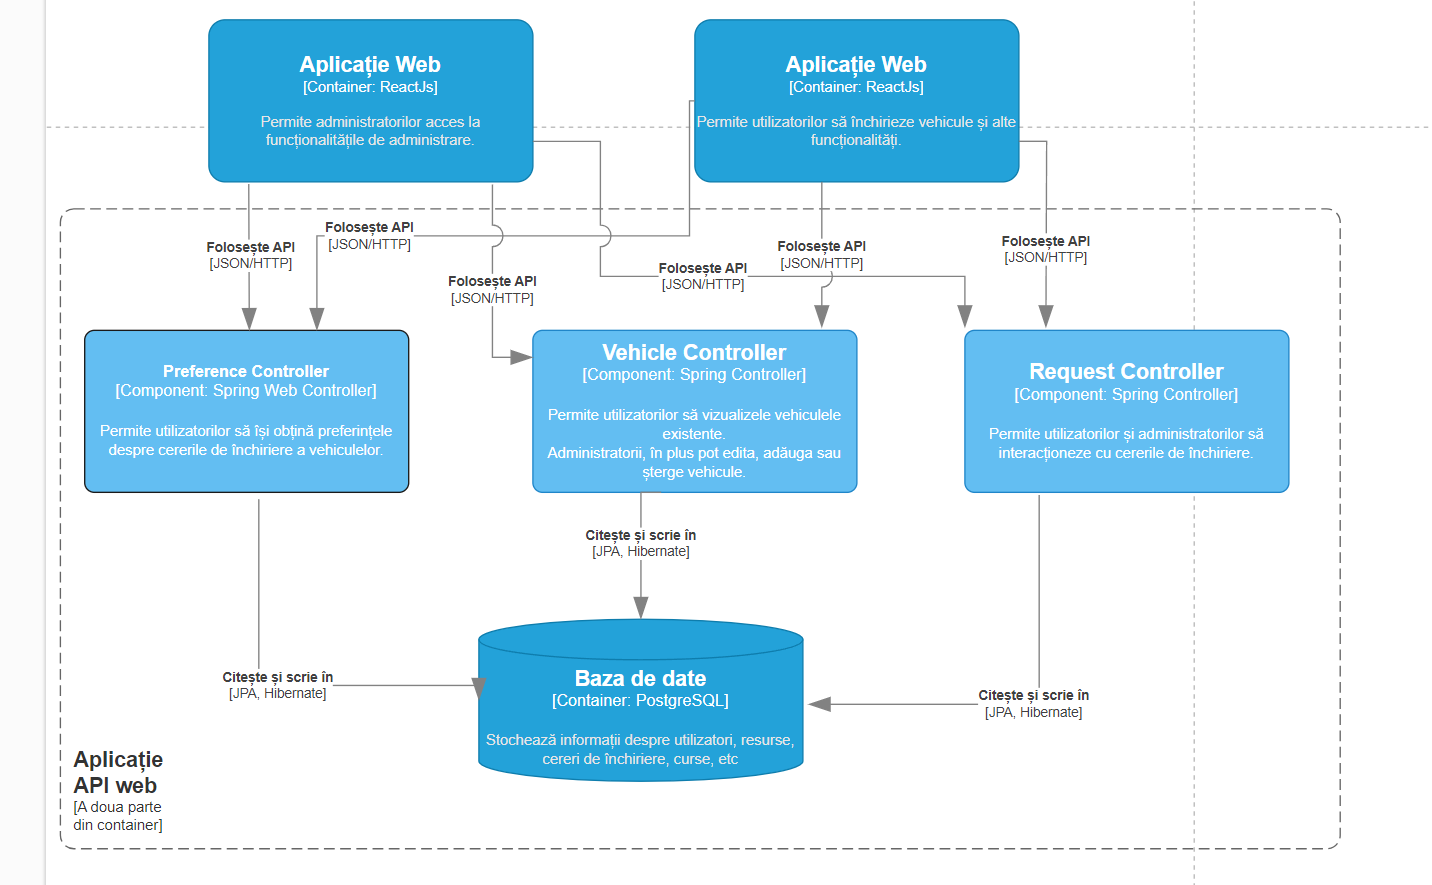 Aplicație Web
[Container: ReactJs]
Permite administratorilor acces la
funcționalitățile de administrare.
Aplicație Web
[Container: ReactJs]
Permite utilizatorilor să închirieze vehicule și alte
funcționalități.
Folosește API
[JSON/HTTP]
Folosește API
[JSON/HTTP]
Folosește API
[JSON/HTTP]
Folosește API
[JSON/HTTP]
Folosește API
[JSON/HTTP]
Folosește API
[JSON/HTTP]
Preference Controller
[Component: Spring Web Controller]
Permite utilizatorilor să își obțină preferințele
despre cererile de închiriere a vehiculelor.
Vehicle Controller
[Component: Spring Controller]
Permite utilizatorilor să vizualizele vehiculele
existente.
Administratorii, în plus pot edita, adăuga sau
șterge vehicule.
Request Controller
[Component: Spring Controller]
Permite utilizatorilor și administratorilor să
interacționeze cu cererile de închiriere.
Citește și scrie în
[JPA, Hibernate]
Citește și scrie în
[JPA, Hibernate]
Citește și scrie în
[JPA, Hibernate]
Baza de date
[Container: PostgreSQL]
Stochează informații despre utilizatori, resurse,
cereri de închiriere, curse, etc
Aplicație
API web
[A doua parte
din container]